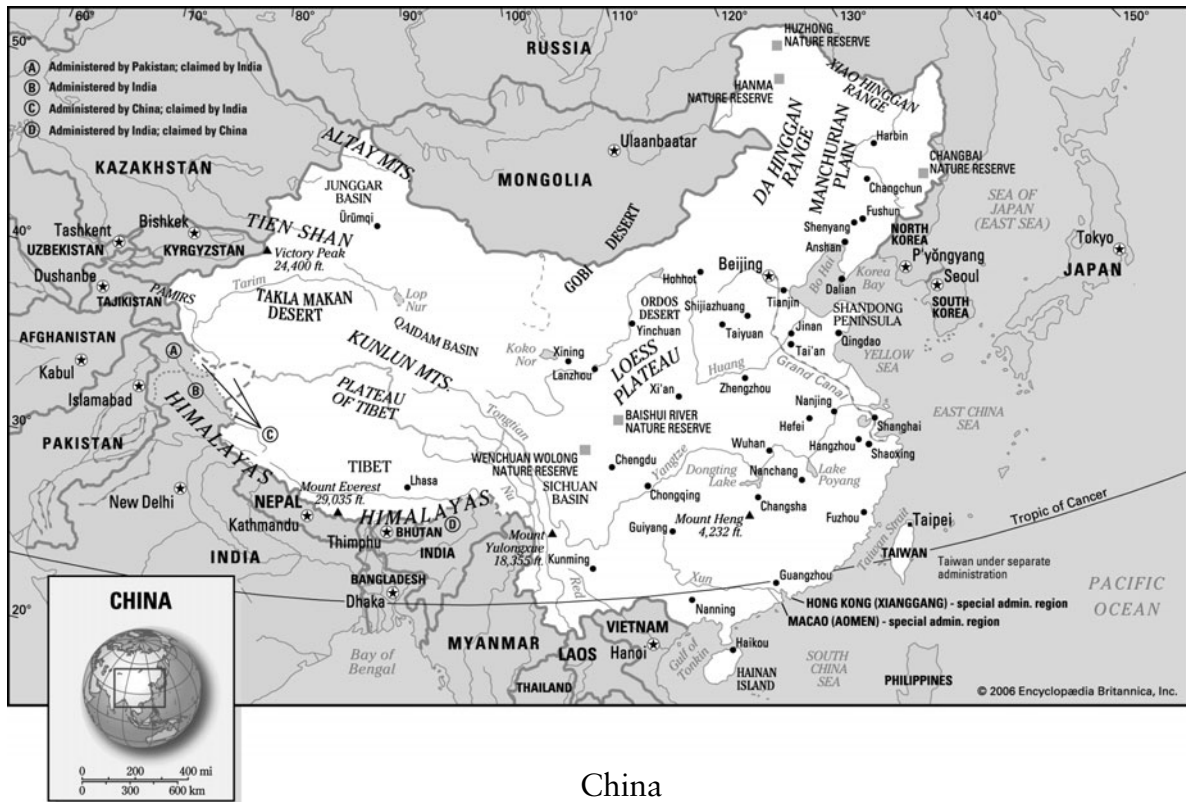 50°
70°
80°
90°
100°
110°
120°
130°
140°
150°
50°
RUSSIA
HUZHONG
NATURE RESERVE
Ⓐ Administered by Pakistan; claimed by India
Ⓑ Administered by India
Ⓒ Administered by China; claimed by India
Ⓓ Administered by India; claimed by China
HANMA
NATURE RESERVE
XIAO HINGGAN
RANGE
ALTAY MTS.
Ulaanbaatar
DA HINGGAN
RANGE
MANCHURIAN
PLAIN
Harbin
KAZAKHSTAN
MONGOLIA
CHANGBAI
NATURE RESERVE
JUNGGAR
BASIN
Ürümqi
Changchun
SEA OF
JAPAN
(EAST SEA)
TIEN SHAN
Bishkek
Tashkent
Fushun
Shenyang
40°
40°
UZBEKISTAN
KYRGYZSTAN
Victory Peak
24,400 ft.
GOBI
DESERT
Anshan
NORTH
KOREA
Tokyo
Dushanbe
Beijing
Bo Hai
Korea
Bay
P'yŏngyang
Hohhot
JAPAN
TAJIKISTAN
PAMIRS
Tarim
Lop
Nur
Dalian
Seoul
Tianjin
TAKLA MAKAN
DESERT
ORDOS
DESERT
Shijiazhuang
SHANDONG
PENINSULA
SOUTH
KOREA
AFGHANISTAN
QAIDAM BASIN
Yinchuan
Taiyuan
Jinan
Qingdao
Ⓐ
KUNLUN MTS.
Koko
Nor
Xining
LOESS
PLATEAU
Tai'an
YELLOW
SEA
Kabul
Lanzhou
Huang
Grand Canal
Islamabad
Ⓑ
PLATEAU
OF TIBET
Xi'an
Zhengzhou
HIMALAYAS
Tongtian
Nanjing
30°
30°
BAISHUI RIVER
NATURE RESERVE
Hefei
Shanghai
EAST CHINA
SEA
PAKISTAN
Ⓒ
Hangzhou
Shaoxing
Wuhan
TIBET
WENCHUAN WOLONG
NATURE RESERVE
Chengdu
Yangtze
Dongting
Lake
Nanchang
Lake
Poyang
New Delhi
Mount Everest
29,035 ft.
Lhasa
Nu
SICHUAN
BASIN
Chongqing
Changsha
NEPAL
HIMALAYAS
Ⓓ
Mount Heng
4,232 ft.
Fuzhou
Tropic of Cancer
Kathmandu
BHUTAN
Thimphu
INDIA
Mount
Yulongxue
18,355 ft.
Guiyang
Taiwan Strait
Taipei
INDIA
Kunming
TAIWAN
Taiwan under separate
administration
BANGLADESH
Dhaka
Red
Xun
Guangzhou
PACIFIC
OCEAN
20°
20°
Nanning
HONG KONG (XIANGGANG) - special admin. region
MACAO (AOMEN) - special admin. region
MYANMAR
VIETNAM
Hanoi
LAOS
Gulf of
Tonkin
Haikou
Bay of
Bengal
SOUTH
CHINA
SEA
HAINAN
ISLAND
THAILAND
PHILIPPINES
© 2006 Encyclopædia Britannica, Inc.
CHINA
0 200 400 mi
0 300 600 km
China